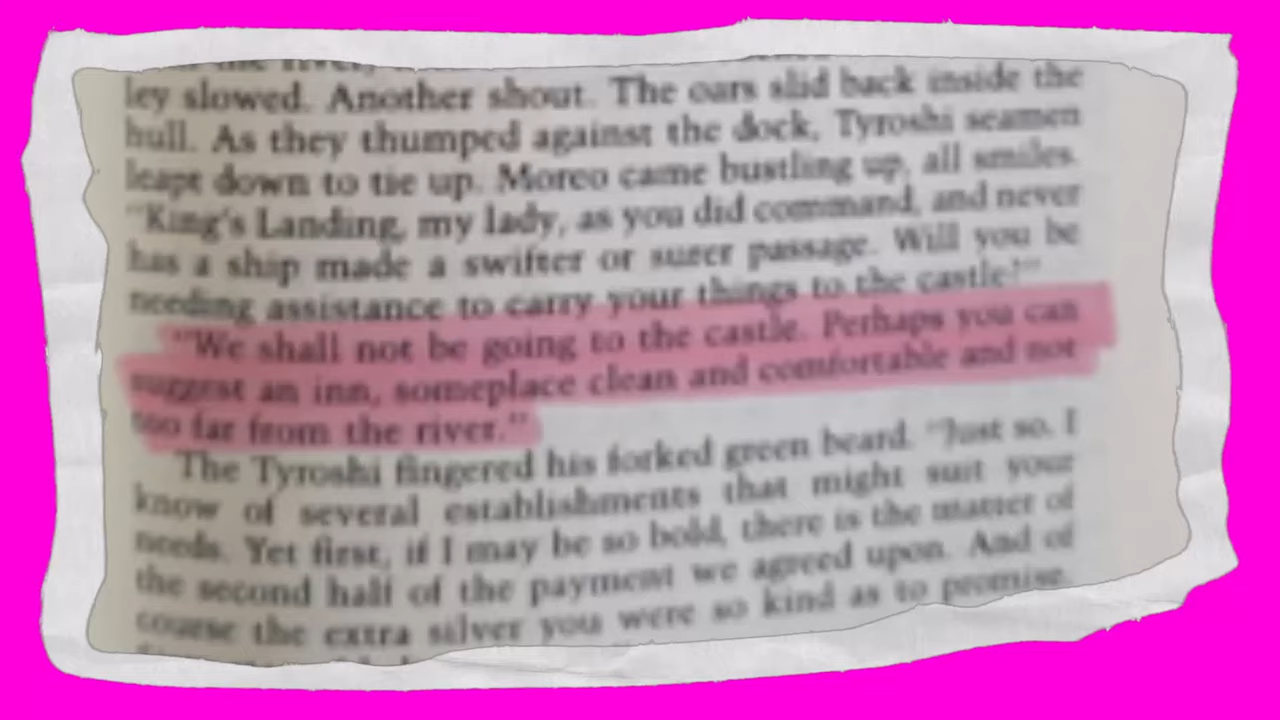 the river,
ley slowed. Another shout. The oars slid back inside the
hull. As they thumped against the dock, Tyroshi seamen
leapt down to tie up. Moreo came bustling up, all smiles.
"King's Landing, my lady, as you did command, and never
has a ship made a swifter or surer passage. Will you be
needing assistance to carry your things to the castle?"
"We shall not be going to the castle. Perhaps you can
suggest an inn, someplace clean and comfortable and not
too far from the river."
The Tyroshi fingered his forked green beard. "Just so. I
know of several establishments that might suit your
needs. Yet first, if I may be so bold, there is the matter of
the second half of the payment we agreed upon. And of
course the extra silver you were so kind as to promise.